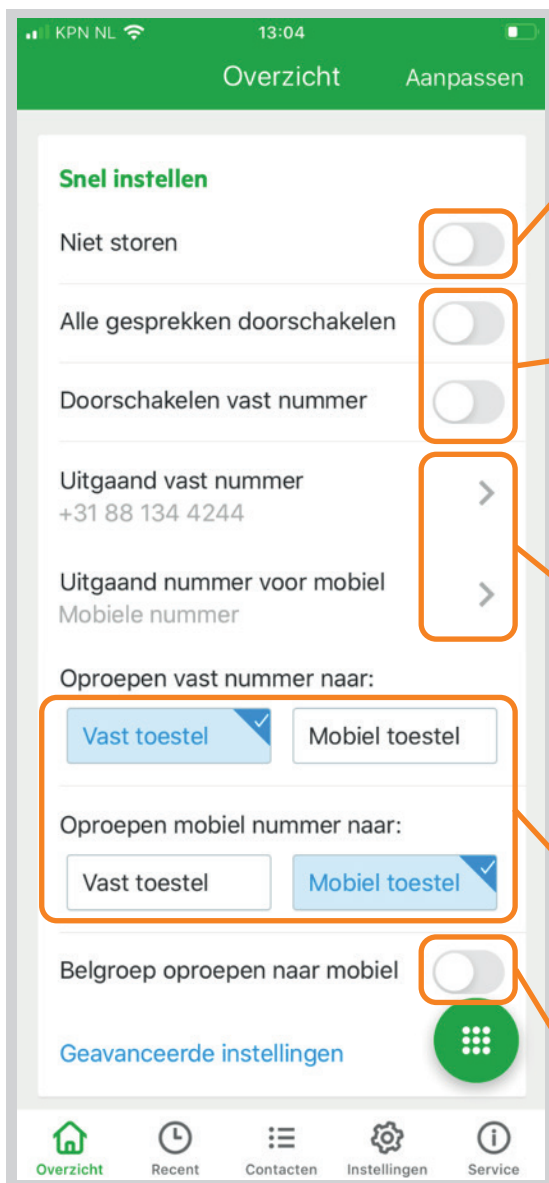 KPN NL 13:04
Overzicht Aanpassen
Snel instellen
Niet storen
Alle gesprekken doorschakelen
Doorschakelen vast nummer
Uitgaand vast nummer
+31 88 134 4244
Uitgaand nummer voor mobiel
Mobiele nummer
Oproepen vast nummer naar:
Vast toestel Mobiel toestel
Oproepen mobiel nummer naar:
Vast toestel Mobiel toestel
Belgroep oproepen naar mobiel
Geavanceerde instellingen
Overzicht Recent Contacten Instellingen Service